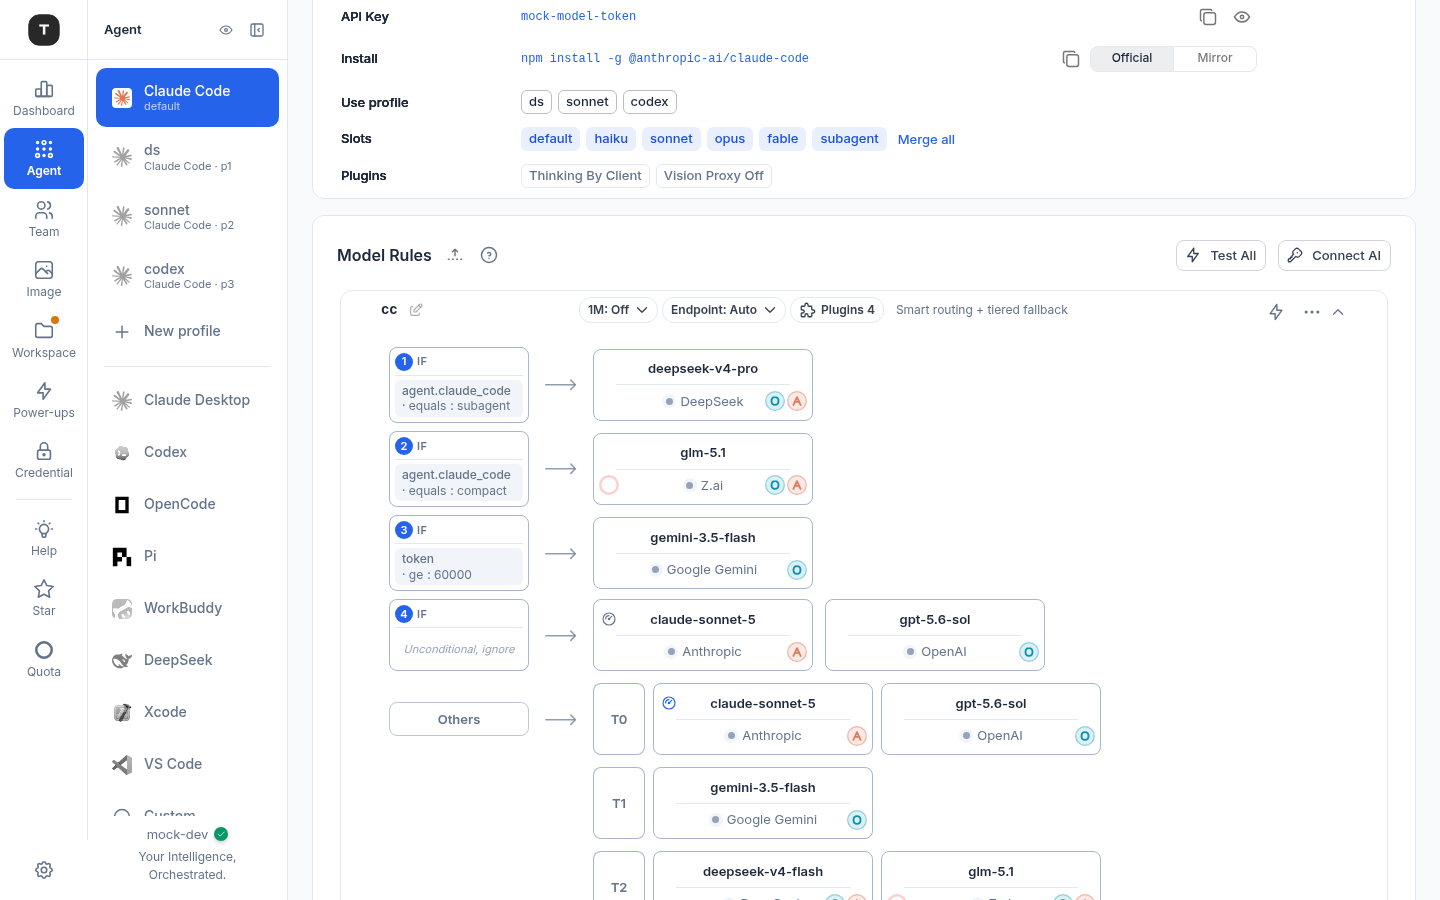 T
Dashboard
Agent
Team
Image
Workspace
Power-ups
Credential
Help
Star
Quota
Agent
Claude Code
default
ds
Claude Code · p1
sonnet
Claude Code · p2
codex
Claude Code · p3
New profile
Claude Desktop
Codex
OpenCode
Pi
WorkBuddy
DeepSeek
Xcode
VS Code
Custom
mock-dev
Your Intelligence,
Orchestrated.
API Key
mock-model-token
Install
npm install -g @anthropic-ai/claude-code
Official
Mirror
Use profile
ds sonnet codex
Slots
default haiku sonnet opus fable subagent Merge all
Plugins
Thinking By Client Vision Proxy Off
Model Rules
Test All
Connect AI
cc
1M: Off
Endpoint: Auto
Plugins 4
Smart routing + tiered fallback
1 IF
agent.claude_code
· equals : subagent
deepseek-v4-pro
DeepSeek
O A
2 IF
agent.claude_code
· equals : compact
glm-5.1
Z.ai
O A
3 IF
token
· ge : 60000
gemini-3.5-flash
Google Gemini
O
4 IF
Unconditional, ignore
claude-sonnet-5
Anthropic
A
gpt-5.6-sol
OpenAI
O
Others
T0
claude-sonnet-5
Anthropic
A
gpt-5.6-sol
OpenAI
O
T1
gemini-3.5-flash
Google Gemini
O
T2
deepseek-v4-flash
glm-5.1